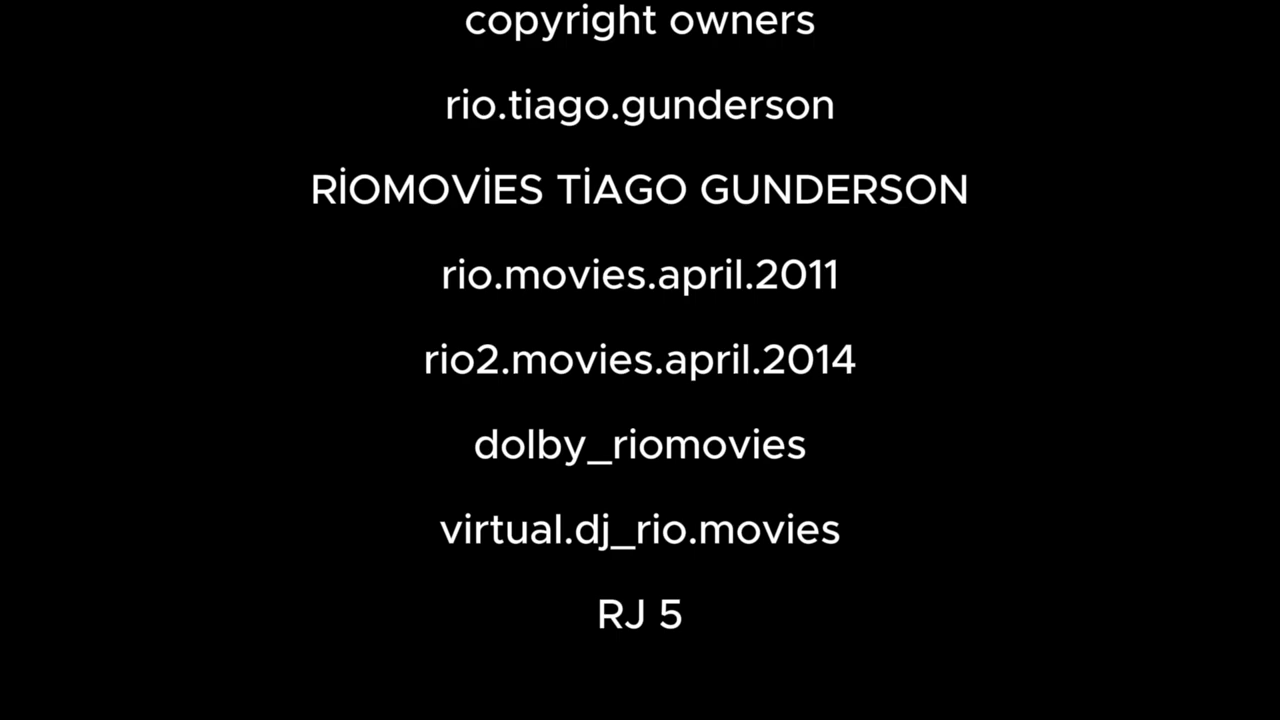 copyright owners
rio.tiago.gunderson
RİOMOVİES TİAGO GUNDERSON
rio.movies.april.2011
rio2.movies.april.2014
dolby_riomovies
virtual.dj_rio.movies
RJ 5